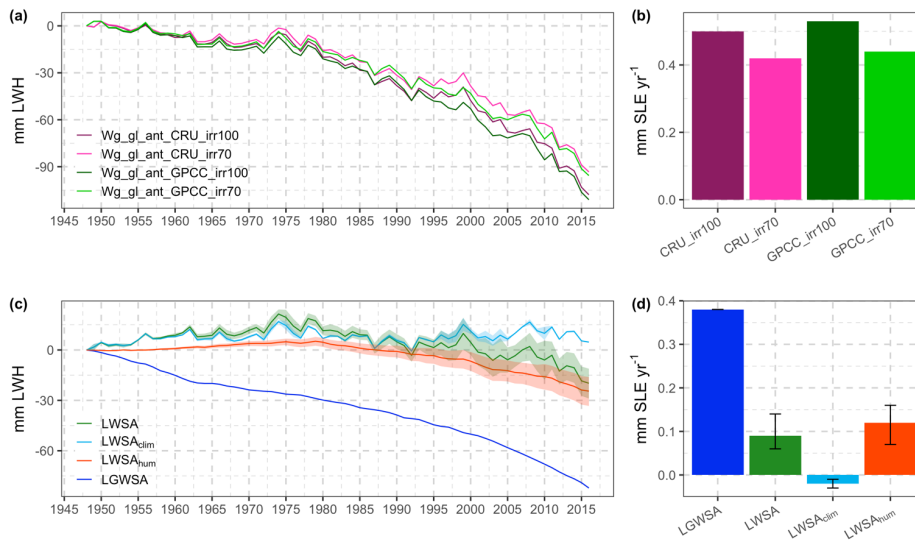 (a)
mm LWH
0
-30
-60
-90
Wg_gl_ant_CRU_irr100
Wg_gl_ant_CRU_irr70
Wg_gl_ant_GPCC_irr100
Wg_gl_ant_GPCC_irr70
1945 1950 1955 1960 1965 1970 1975 1980 1985 1990 1995 2000 2005 2010 2015
(b)
mm SLE yr-1
0.4
0.2
0.0
CRU_irr100 CRU_irr70 GPCC_irr100 GPCC_irr70
(c)
mm LWH
0
-30
-60
LWSA
LWSAclim
LWSAhum
LGWSA
1945 1950 1955 1960 1965 1970 1975 1980 1985 1990 1995 2000 2005 2010 2015
(d)
mm SLE yr-1
0.4
0.3
0.2
0.1
0.0
LGWSA LWSA LWSAclim LWSAhum